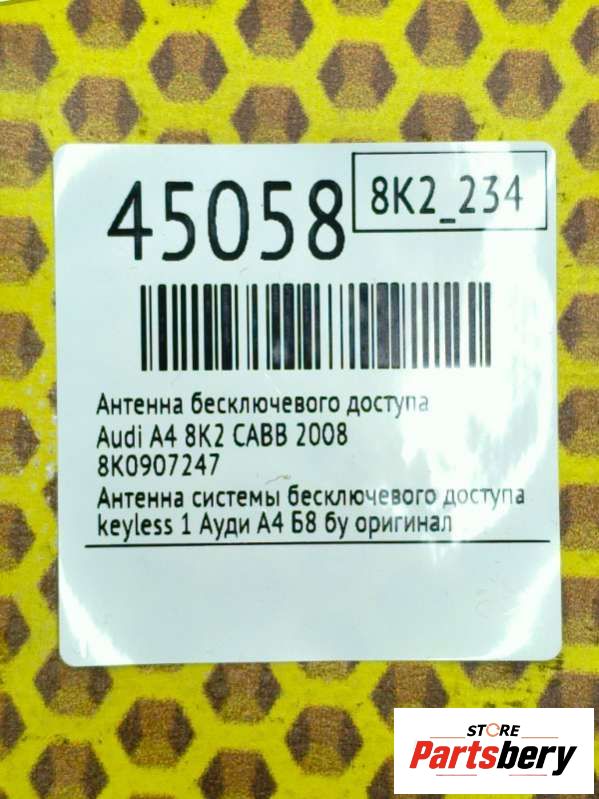 45058
8K2_234
Антенна бесключевого доступа
Audi A4 8K2 CABB 2008
8K0907247
Антенна системы бесключевого доступа
keyless 1 Ауди А4 Б8 бу оригинал
STORE
Partsbery